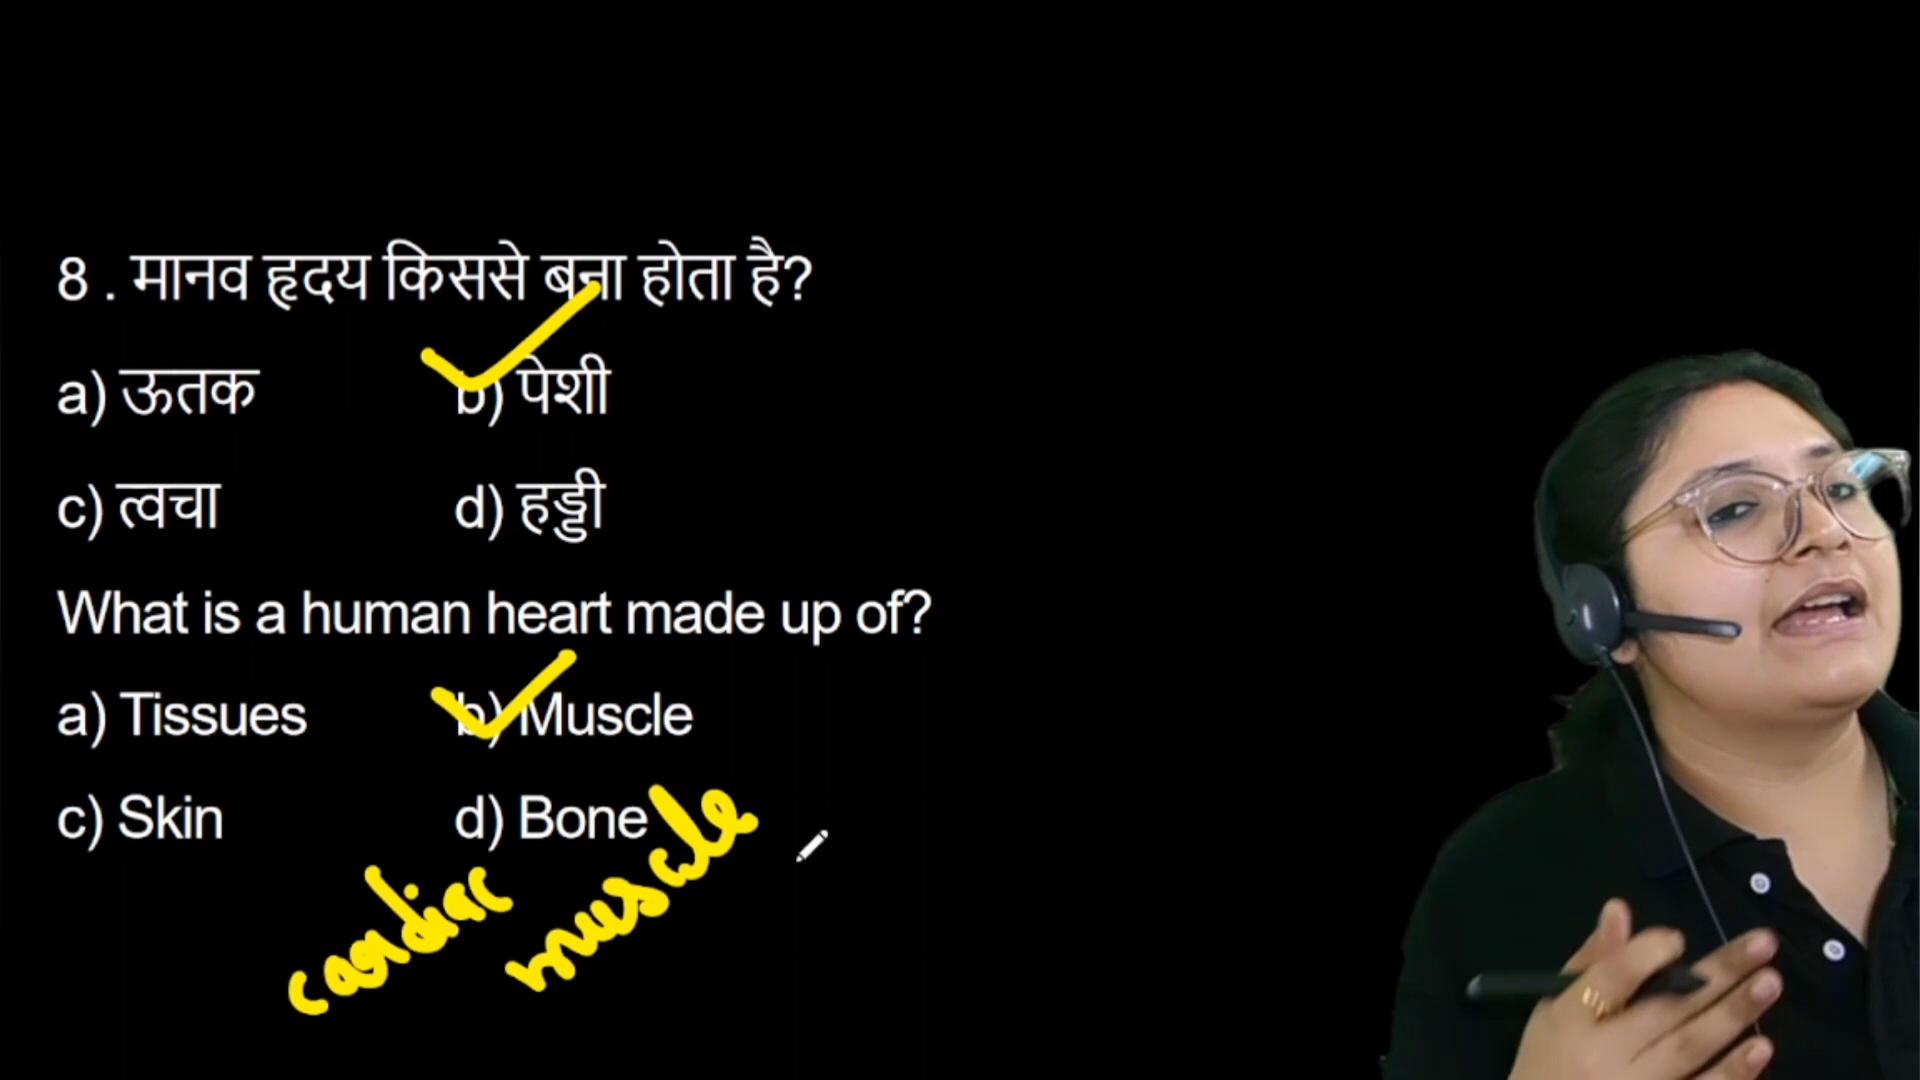 8 . मानव हृदय किससे बना होता है?
a) ऊतक b) पेशी
c) त्वचा d) हड्डी
What is a human heart made up of?
a) Tissues b) Muscle
c) Skin d) Bone
cardiac muscle